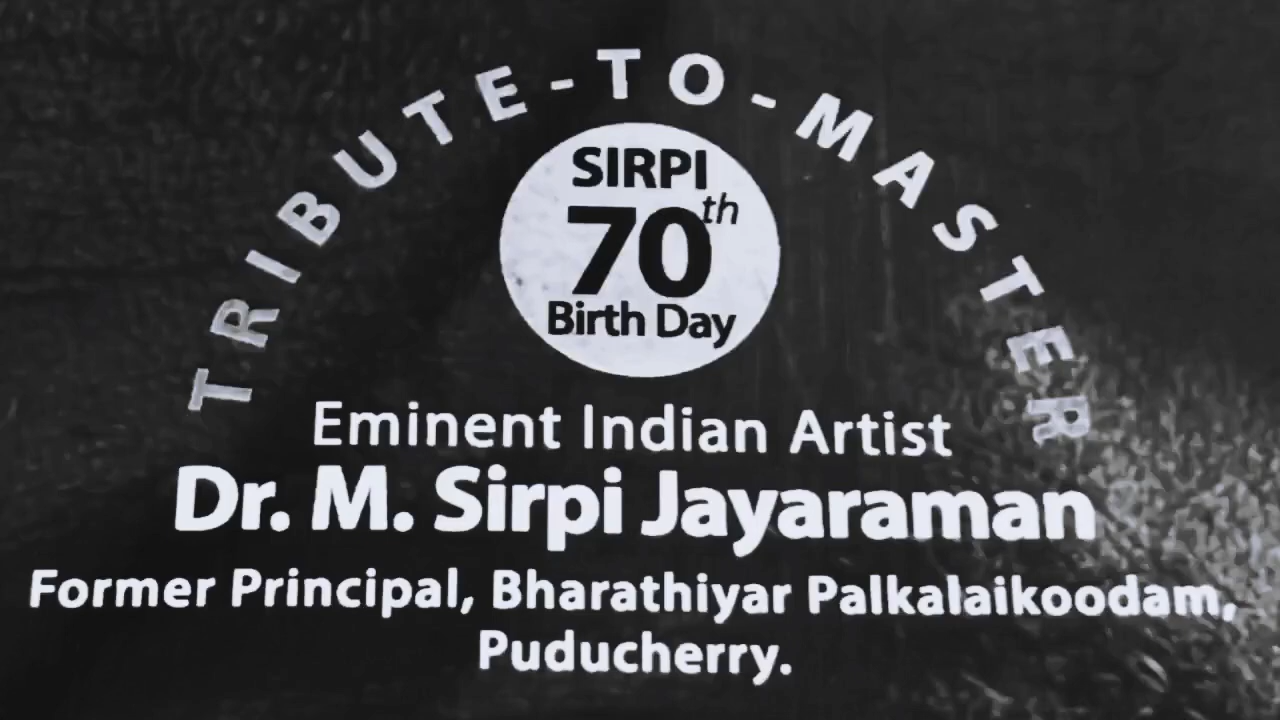 TRIBUTE-TO-MASTER
SIRPI
70th
Birth Day
Eminent Indian Artist
Dr. M. Sirpi Jayaraman
Former Principal, Bharathiyar Palkalaikoodam,
Puducherry.